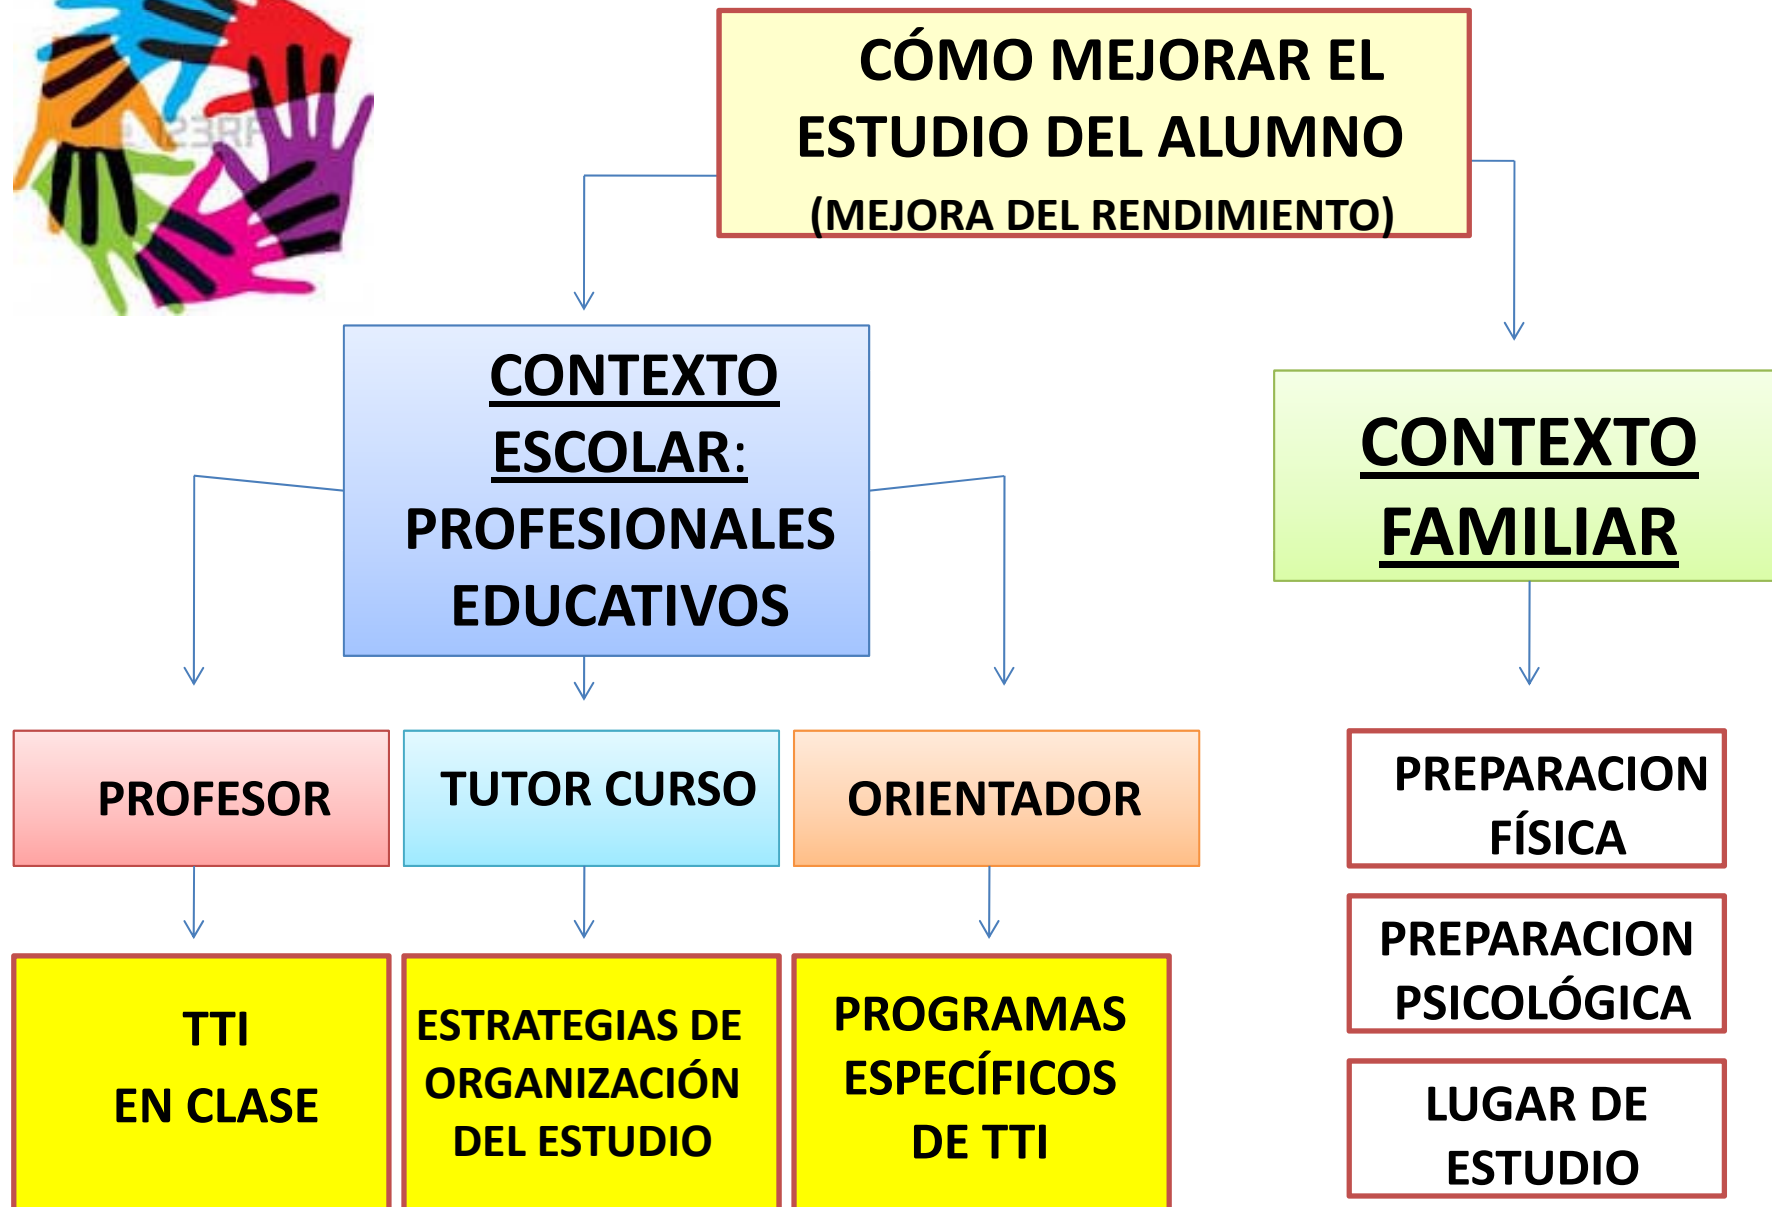 CÓMO MEJORAR EL
ESTUDIO DEL ALUMNO
(MEJORA DEL RENDIMIENTO)
CONTEXTO
ESCOLAR:
PROFESIONALES
EDUCATIVOS
CONTEXTO
FAMILIAR
PROFESOR
TUTOR CURSO
ORIENTADOR
TTI
EN CLASE
ESTRATEGIAS DE
ORGANIZACIÓN
DEL ESTUDIO
PROGRAMAS
ESPECÍFICOS
DE TTI
PREPARACION
FÍSICA
PREPARACION
PSICOLÓGICA
LUGAR DE
ESTUDIO